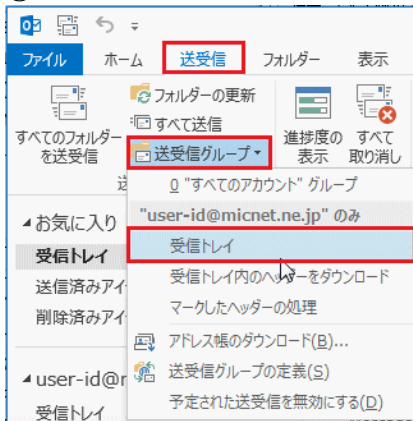 ファイル ホーム 送受信 フォルダー 表示
すべてのフォルダー
を送受信
フォルダーの更新
すべて送信
送受信グループ
進捗度の
表示
すべて
取り消し
送
0 "すべてのアカウント" グループ
"user-id@micnet.ne.jp" のみ
受信トレイ
受信トレイ内のヘッダーをダウンロード
マークしたヘッダーの処理
アドレス帳のダウンロード(B)...
送受信グループの定義(S)
予定された送受信を無効にする(D)
お気に入り
受信トレイ
送信済みアイ
削除済みアイ
user-id@r
受信トレイ